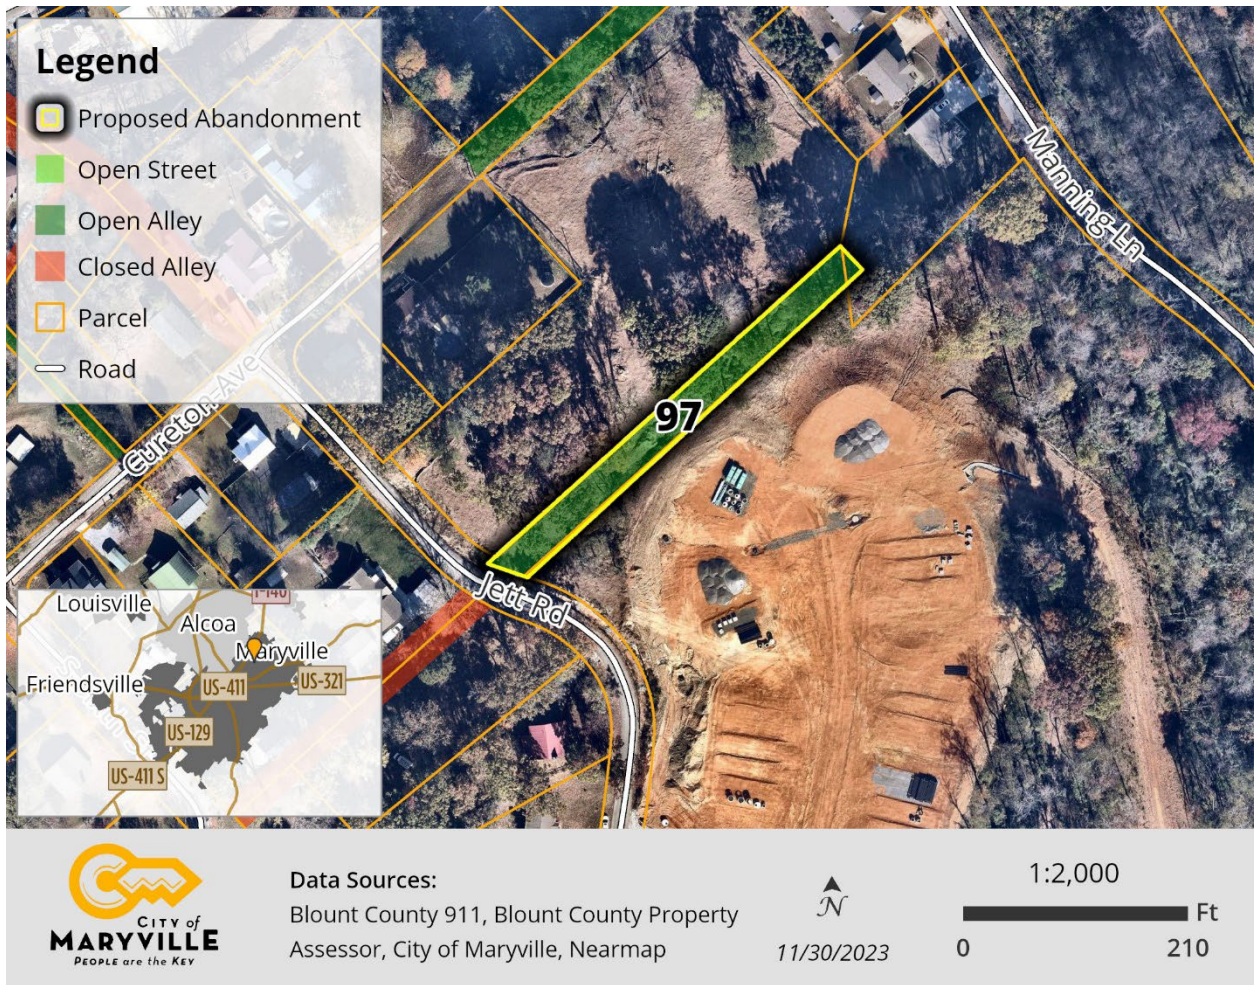 Legend
Proposed Abandonment
Open Street
Open Alley
Closed Alley
Parcel
Road
Manning Ln
97
Cureton Ave
Jett Rd
I-140
Louisville
Alcoa
Maryville
Friendsville
US-411
US-321
US-129
US-411 S
CITY of
MARYVILLE
PEOPLE are the KEY
Data Sources:
Blount County 911, Blount County Property
Assessor, City of Maryville, Nearmap
N
11/30/2023
1:2,000
Ft
0
210